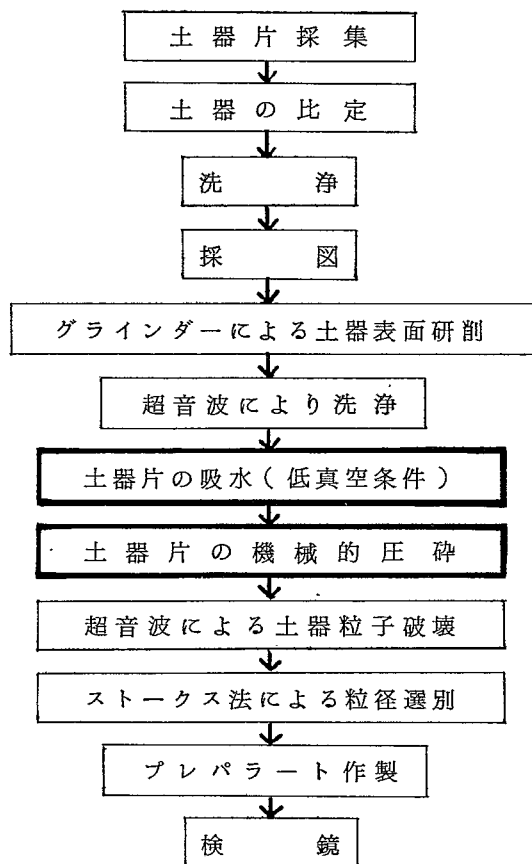 土器片採集
土器の比定
洗浄
採図
グラインダーによる土器表面研削
超音波により洗浄
土器片の吸水(低真空条件)
土器片の機械的圧砕
超音波による土器粒子破壊
ストークス法による粒径選別
プレパラート作製
検鏡